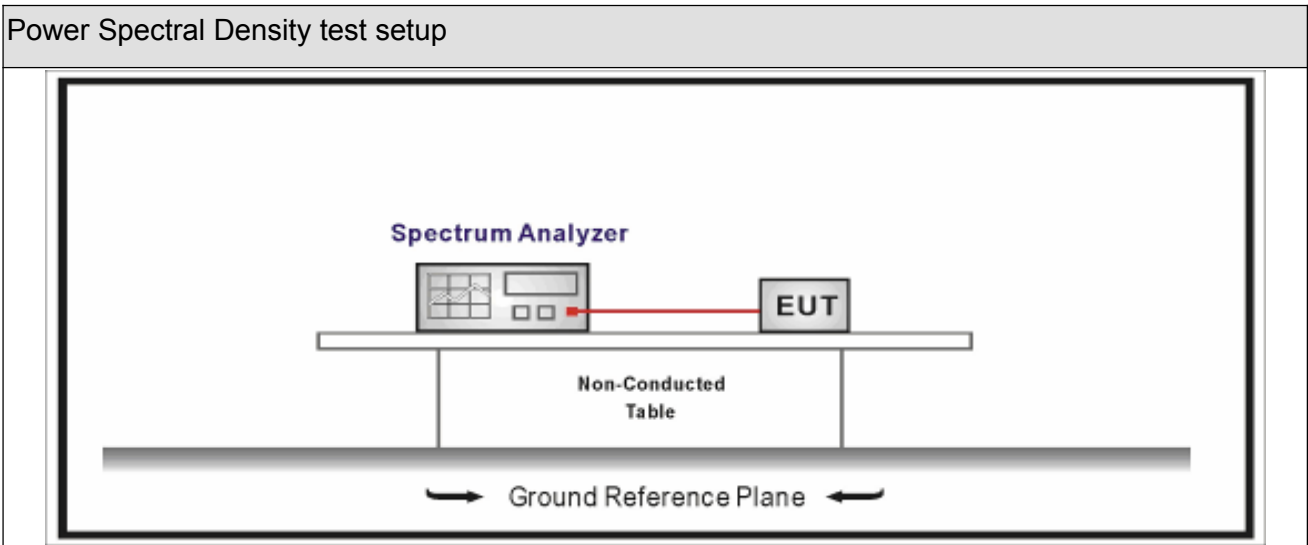 Power Spectral Density test setup
Spectrum Analyzer
EUT
Non-Conducted
Table
Ground Reference Plane